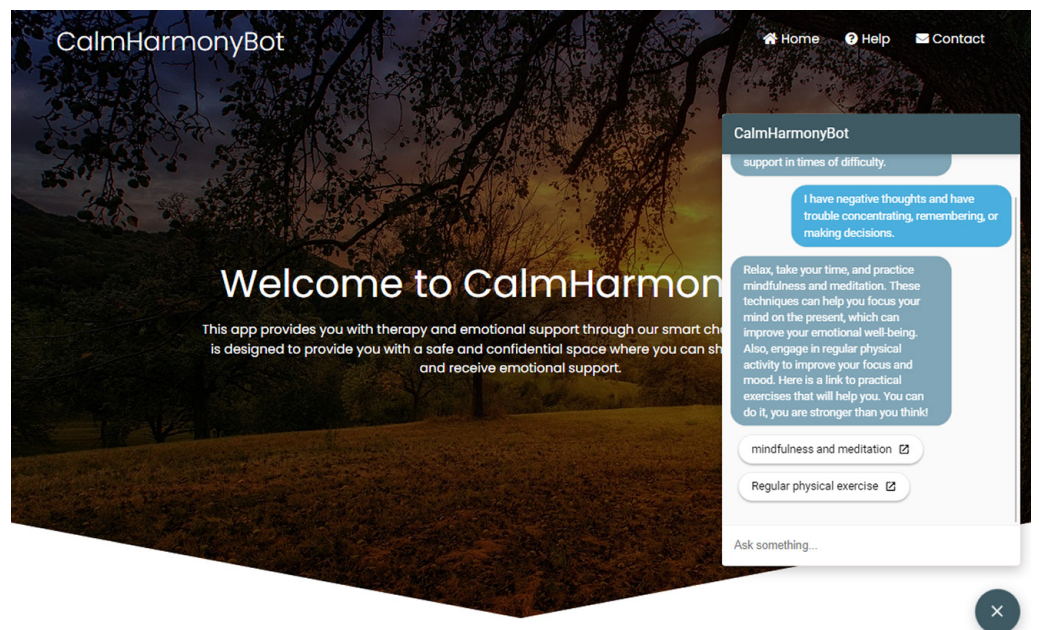 CalmHarmonyBot
Home
Help
Contact
Welcome to CalmHarmon
This app provides you with therapy and emotional support through our smart
is designed to provide you with a safe and confidential space where you can
and receive emotional support.
CalmHarmonyBot
support in times of difficulty.
I have negative thoughts and have
trouble concentrating, remembering, or
making decisions.
Relax, take your time, and practice
mindfulness and meditation. These
techniques can help you focus your
mind on the present, which can
improve your emotional well-being.
Also, engage in regular physical
activity to improve your focus and
mood. Here is a link to practical
exercises that will help you. You can
do it, you are stronger than you think!
mindfulness and meditation
Regular physical exercise
Ask something...